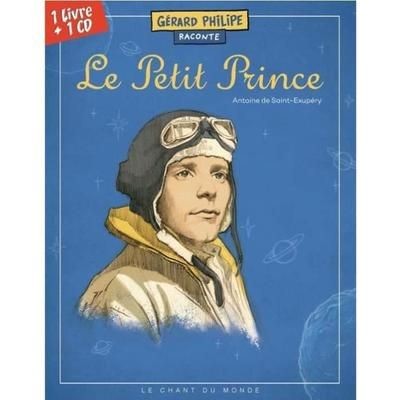 1 Livre
+ 1 CD
GÉRARD PHILIPE
RACONTE
Le Petit Prince
Antoine de Saint-Exupéry
LE CHANT DU MONDE